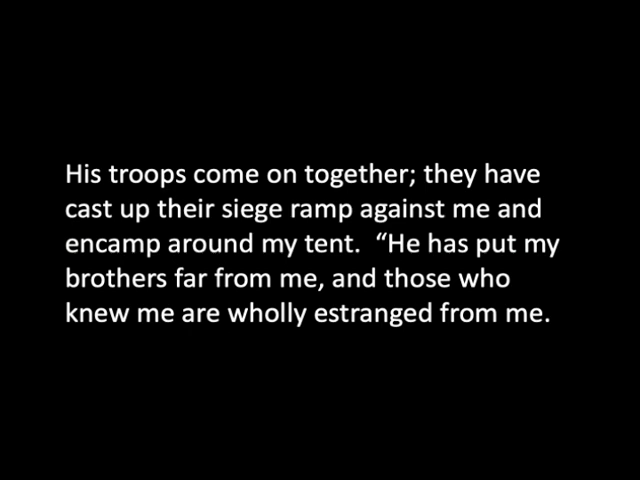 His troops come on together; they have
cast up their siege ramp against me and
encamp around my tent.  “He has put my
brothers far from me, and those who
knew me are wholly estranged from me.